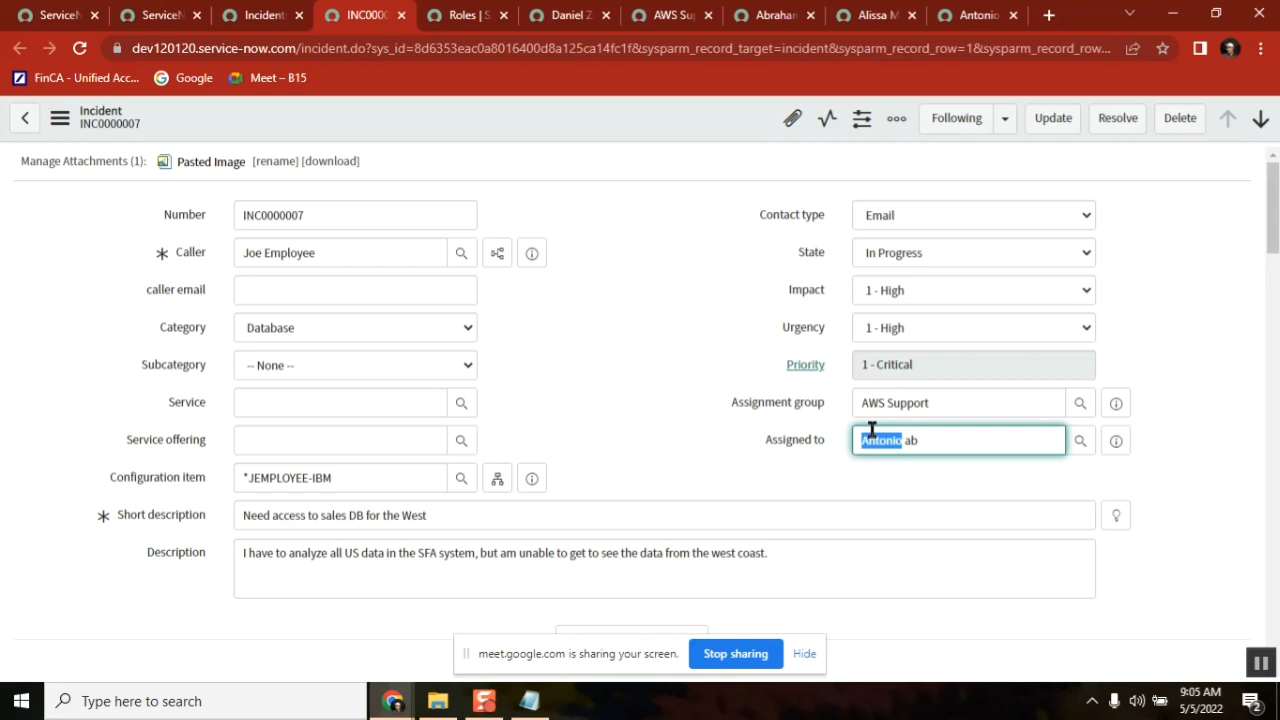 ServiceN
ServiceN
Incident
INC0000
Roles | S
Daniel Z
AWS Sup
Abraham
Alissa M
Antonio
dev120120.service-now.com/incident.do?sys_id=8d6353eac0a8016400d8a125ca14fc1f&sysparm_record_target=incident&sysparm_record_row=1&sysparm_record_row...
FinCA - Unified Acc...
Google
Meet – B15
Incident
INC0000007
Following
Update
Resolve
Delete
Manage Attachments (1): Pasted Image [rename] [download]
Number INC0000007
Contact type Email
Caller Joe Employee
State In Progress
caller email
Impact 1 - High
Category Database
Urgency 1 - High
Subcategory -- None --
Priority 1 - Critical
Service
Assignment group AWS Support
Service offering
Assigned to Antonio ab
Configuration item *JEMPLOYEE-IBM
Short description Need access to sales DB for the West
Description I have to analyze all US data in the SFA system, but am unable to get to see the data from the west coast.
meet.google.com is sharing your screen. Stop sharing Hide
Type here to search
9:05 AM
5/5/2022
2